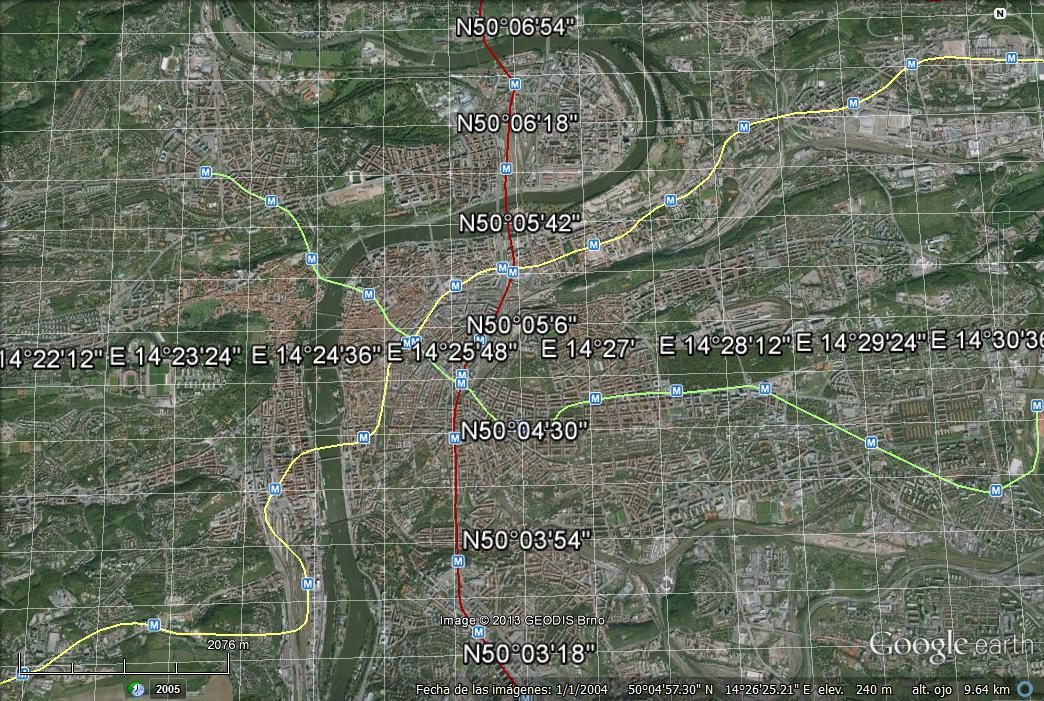 N50°06'54"
N
N50°06'18"
N50°05'42"
N50°05'6"
14°22'12" E 14°23'24" E 14°24'36" E 14°25'48" E 14°27' E 14°28'12" E 14°29'24" E 14°30'36
N50°04'30"
N50°03'54"
Image © 2013 GEODIS Brno
2076 m
Google earth
N50°03'18"
2005
Fecha de las imágenes: 1/1/2004 50°04'57.30" N 14°26'25.21" E elev. 240 m alt. ojo 9.64 km